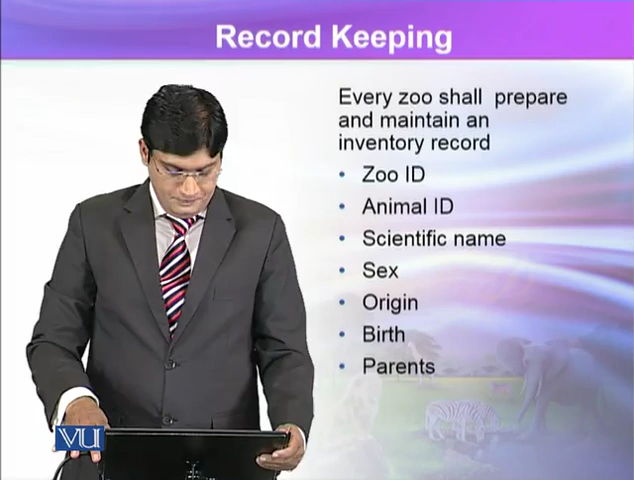 Record Keeping
Every zoo shall prepare
and maintain an
inventory record
• Zoo ID
• Animal ID
• Scientific name
• Sex
• Origin
• Birth
• Parents
VU